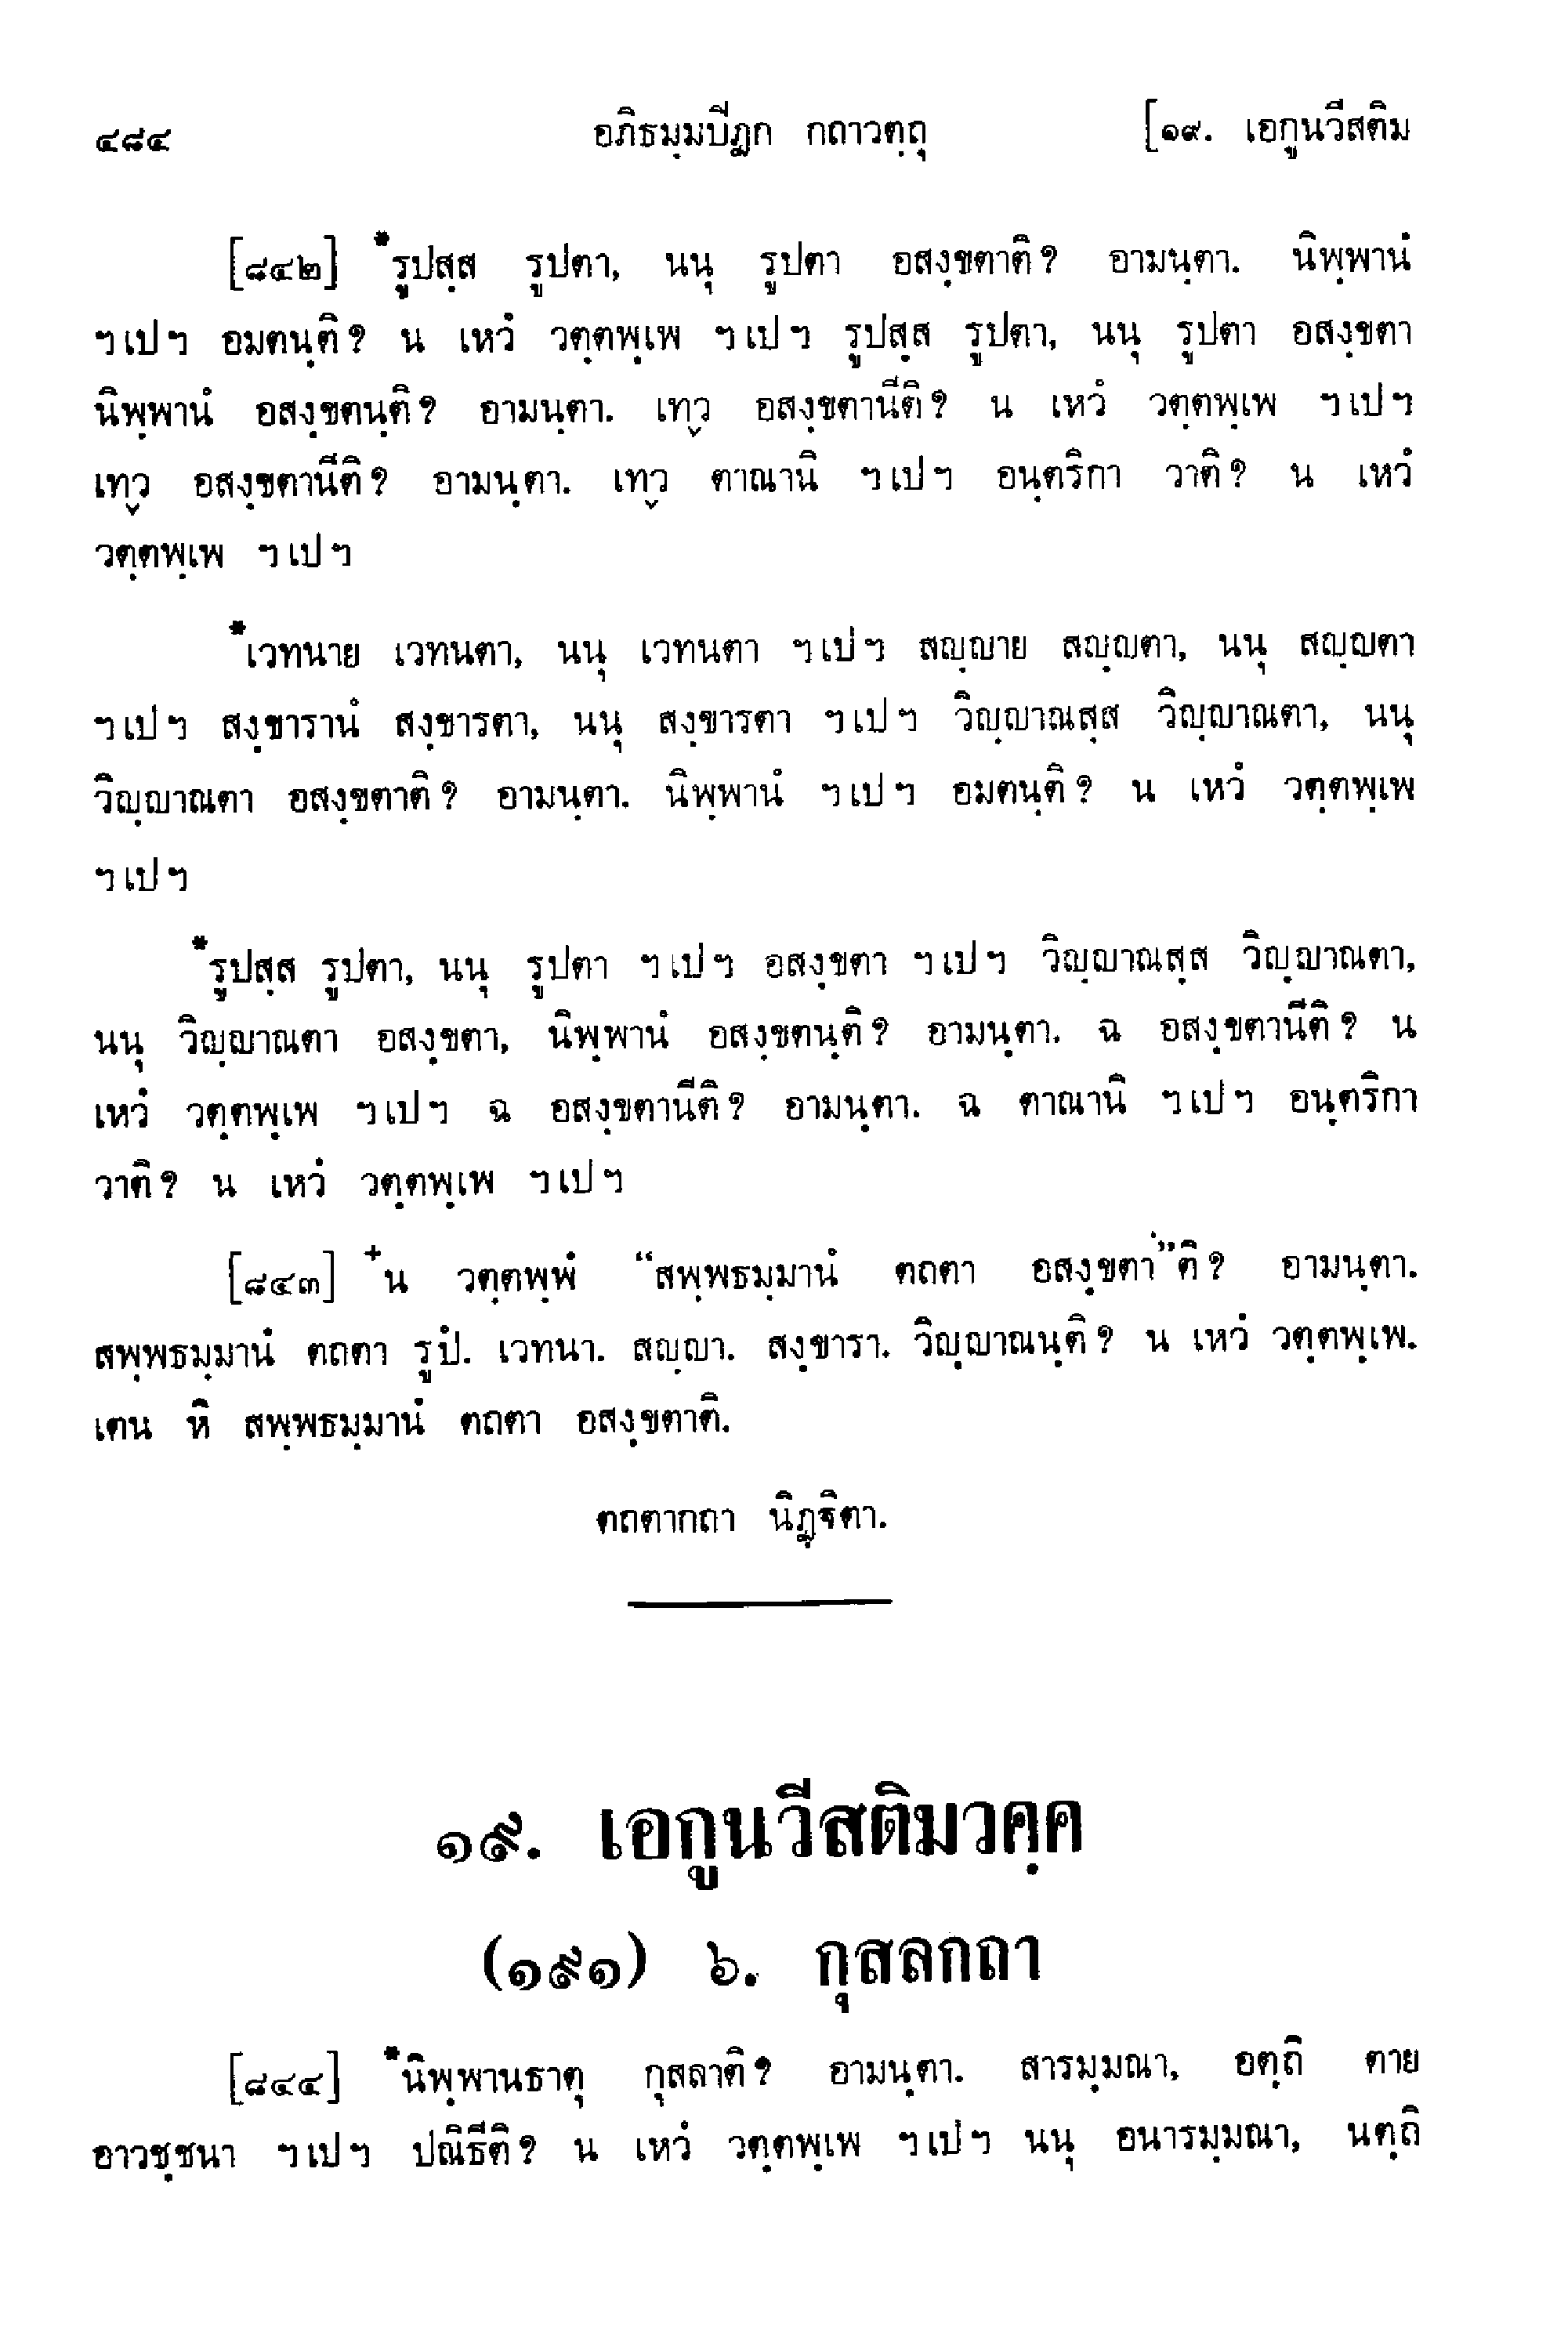 ๔๘๔ อภิธมฺมปีฏก กถาวตฺถุ [๑๙. เอกูนวีสติม
[๘๔๒] *รูปสฺส รูปตา, นนุ รูปตา อสงฺขตาติ? อามนฺตา. นิพฺพานํ
ฯเปฯ อมตนฺติ? น เหวํ วตฺตพฺเพ ฯเปฯ รูปสฺส รูปตา, นนุ รูปตา อสงฺขตา
นิพฺพานํ อสงฺขตนฺติ? อามนฺตา. เทฺว อสงฺขตานีติ? น เหวํ วตฺตพฺเพ ฯเปฯ
เทฺว อสงฺขตานีติ? อามนฺตา. เทฺว ตาณานิ ฯเปฯ อนฺตริกา วาติ? น เหวํ
วตฺตพฺเพ ฯเปฯ
*เวทนาย เวทนตา, นนุ เวทนตา ฯเปฯ สญฺญาย สญฺญตา, นนุ สญฺญตา
ฯเปฯ สงฺขารานํ สงฺขารตา, นนุ สงฺขารตา ฯเปฯ วิญฺญาณสฺส วิญฺญาณตา, นนุ
วิญฺญาณตา อสงฺขตาติ? อามนฺตา. นิพฺพานํ ฯเปฯ อมตนฺติ? น เหวํ วตฺตพฺเพ
ฯเปฯ
*รูปสฺส รูปตา, นนุ รูปตา ฯเปฯ อสงฺขตา ฯเปฯ วิญฺญาณสฺส วิญฺญาณตา,
นนุ วิญฺญาณตา อสงฺขตา, นิพฺพานํ อสงฺขตนฺติ? อามนฺตา. ฉ อสงฺขตานีติ? น
เหวํ วตฺตพฺเพ ฯเปฯ ฉ อสงฺขตานีติ? อามนฺตา. ฉ ตาณานิ ฯเปฯ อนฺตริกา
วาติ? น เหวํ วตฺตพฺเพ ฯเปฯ
[๘๔๓] +น วตฺตพฺพํ “สพฺพธมฺมานํ ตถตา อสงฺขตา”ติ? อามนฺตา.
สพฺพธมฺมานํ ตถตา รูปํ. เวทนา. สญฺญา. สงฺขารา. วิญฺญาณนฺติ? น เหวํ วตฺตพฺเพ.
เตน หิ สพฺพธมฺมานํ ตถตา อสงฺขตาติ.
ตถตากถา นิฏฺฐิตา.
๑๙. เอกูนวีสติมวคฺค
(๑๙๑) ๖. กุสลกถา
[๘๔๔] *นิพฺพานธาตุ กุสลาติ? อามนฺตา. สารมฺมณา, อตฺถิ ตาย
อาวชฺชนา ฯเปฯ ปณิธีติ? น เหวํ วตฺตพฺเพ ฯเปฯ นนุ อนารมฺมณา, นตฺถิ